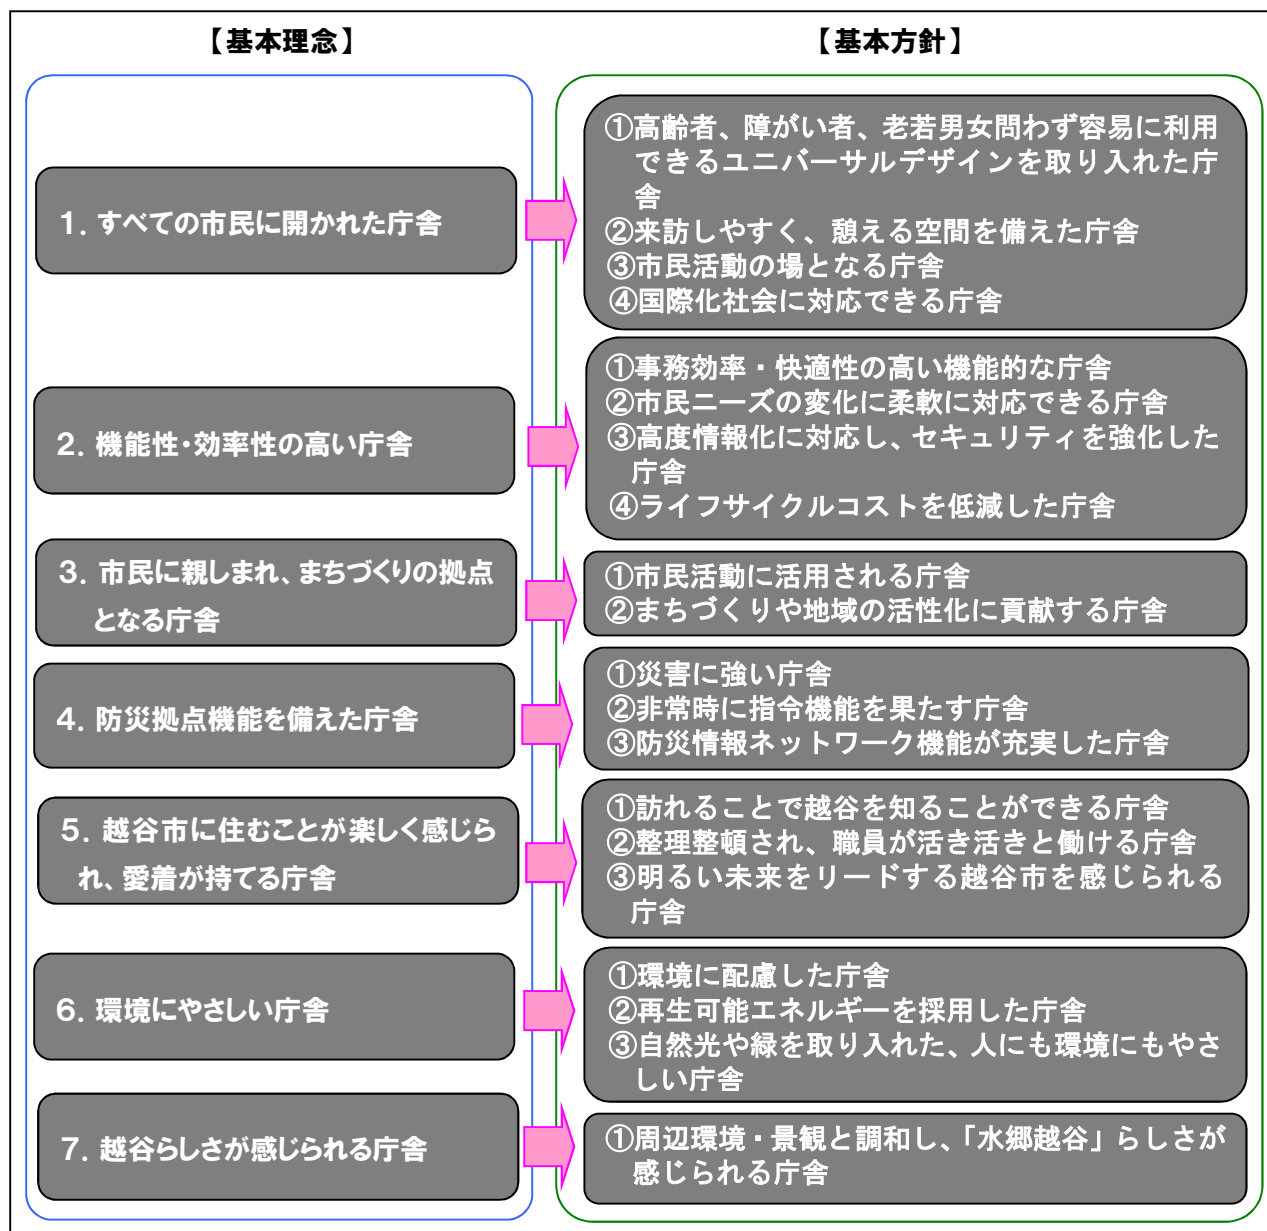 【基本理念】
【基本方針】
１．すべての市民に開かれた庁舎
①高齢者、障がい者、老若男女問わず容易に利用
できるユニバーサルデザインを取り入れた庁
舎
②来訪しやすく、憩える空間を備えた庁舎
③市民活動の場となる庁舎
④国際化社会に対応できる庁舎
２．機能性・効率性の高い庁舎
①事務効率・快適性の高い機能的な庁舎
②市民ニーズの変化に柔軟に対応できる庁舎
③高度情報化に対応し、セキュリティを強化した
庁舎
④ライフサイクルコストを低減した庁舎
３．市民に親しまれ、まちづくりの拠点
となる庁舎
①市民活動に活用される庁舎
②まちづくりや地域の活性化に貢献する庁舎
４．防災拠点機能を備えた庁舎
①災害に強い庁舎
②非常時に指令機能を果たす庁舎
③防災情報ネットワーク機能が充実した庁舎
５．越谷市に住むことが楽しく感じら
れ、愛着が持てる庁舎
①訪れることで越谷を知ることができる庁舎
②整理整頓され、職員が活き活きと働ける庁舎
③明るい未来をリードする越谷市を感じられる
庁舎
６．環境にやさしい庁舎
①環境に配慮した庁舎
②再生可能エネルギーを採用した庁舎
③自然光や緑を取り入れた、人にも環境にもやさ
しい庁舎
７．越谷らしさが感じられる庁舎
①周辺環境・景観と調和し、「水郷越谷」らしさが
感じられる庁舎